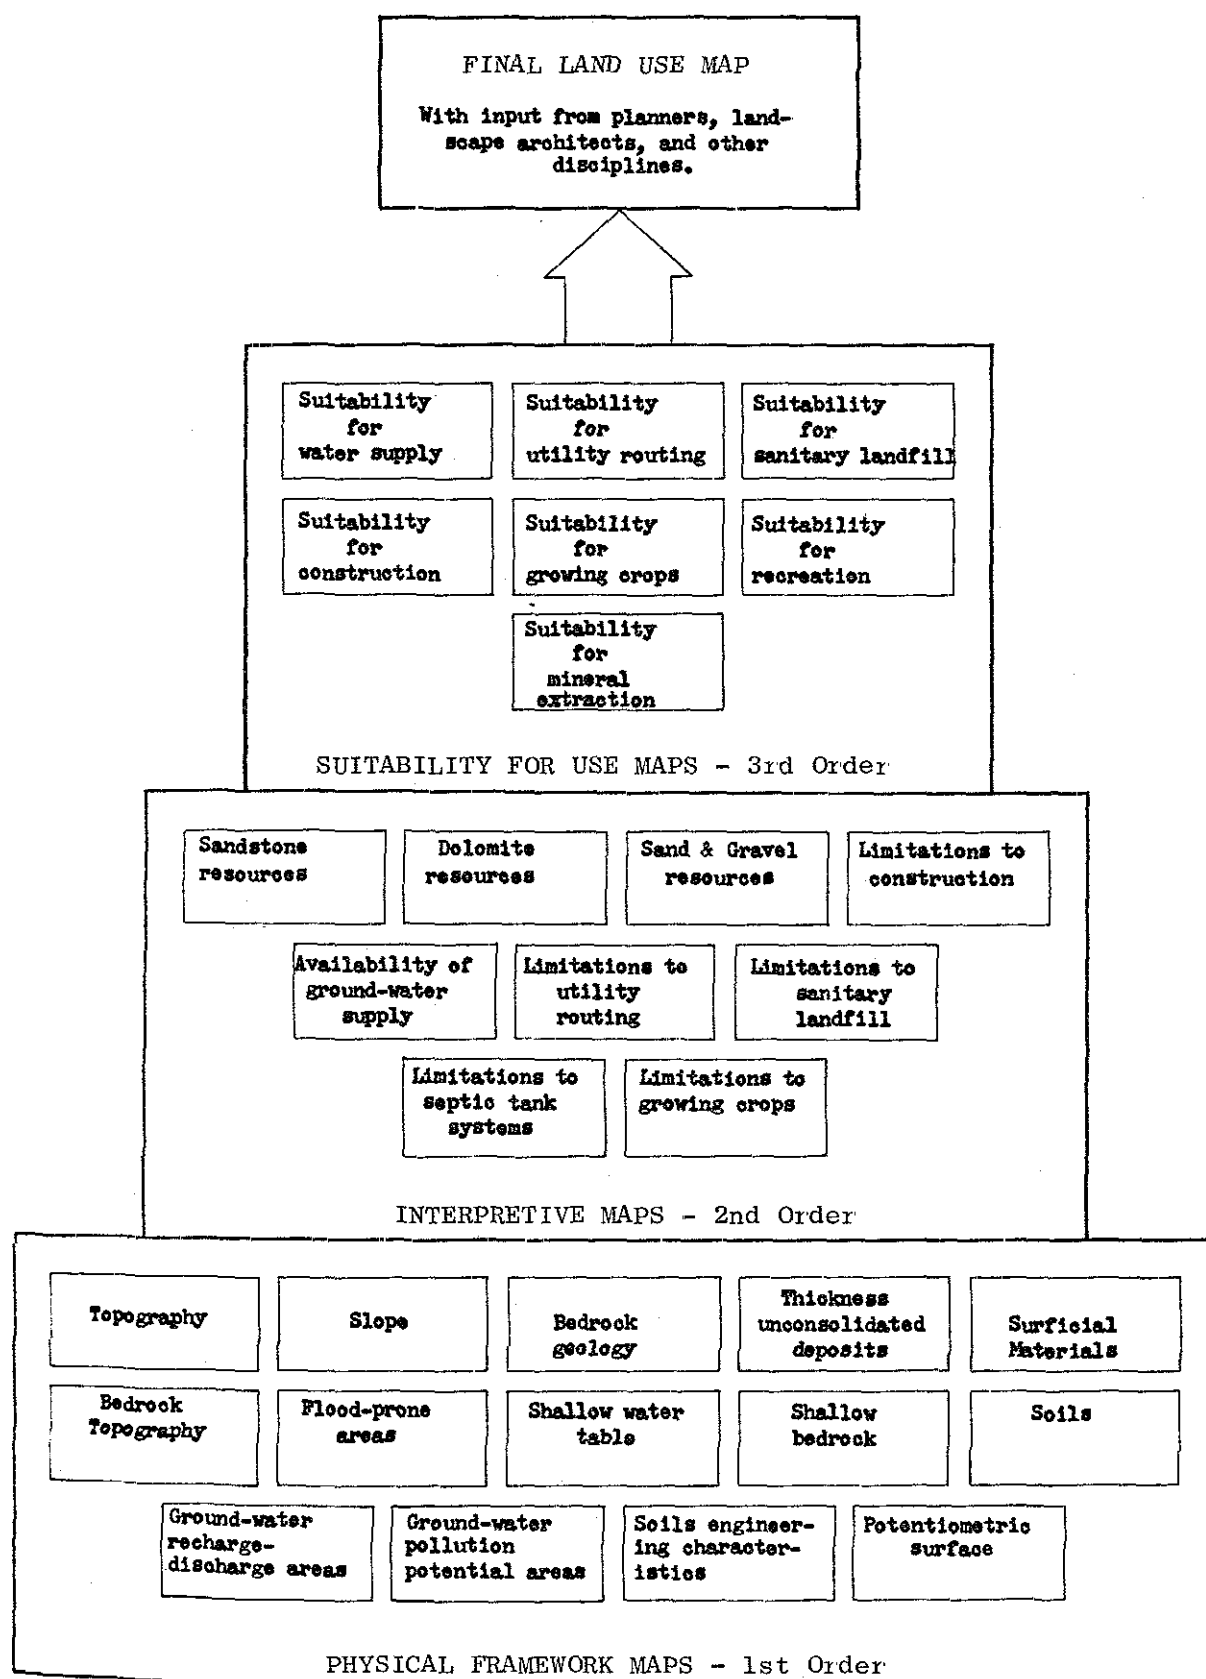 FINAL LAND USE MAP
With input from planners, land-
scape architects, and other
disciplines.
Suitability
for
water supply
Suitability
for
utility routing
Suitability
for
sanitary landfill
Suitability
for
construction
Suitability
for
growing crops
Suitability
for
recreation
Suitability
for
mineral
extraction
SUITABILITY FOR USE MAPS - 3rd Order
Sandstone
resources
Dolomite
resources
Sand & Gravel
resources
Limitations to
construction
Availability of
ground-water
supply
Limitations to
utility
routing
Limitations to
sanitary
landfill
Limitations to
septic tank
systems
Limitations to
growing crops
INTERPRETIVE MAPS - 2nd Order
Topography
Slope
Bedrock
geology
Thickness
unconsolidated
deposits
Surficial
Materials
Bedrock
Topography
Flood-prone
areas
Shallow water
table
Shallow
bedrock
Soils
Ground-water
recharge-
discharge areas
Ground-water
pollution
potential areas
Soils engineer-
ing character-
istics
Potentiometric
surface
PHYSICAL FRAMEWORK MAPS - 1st Order